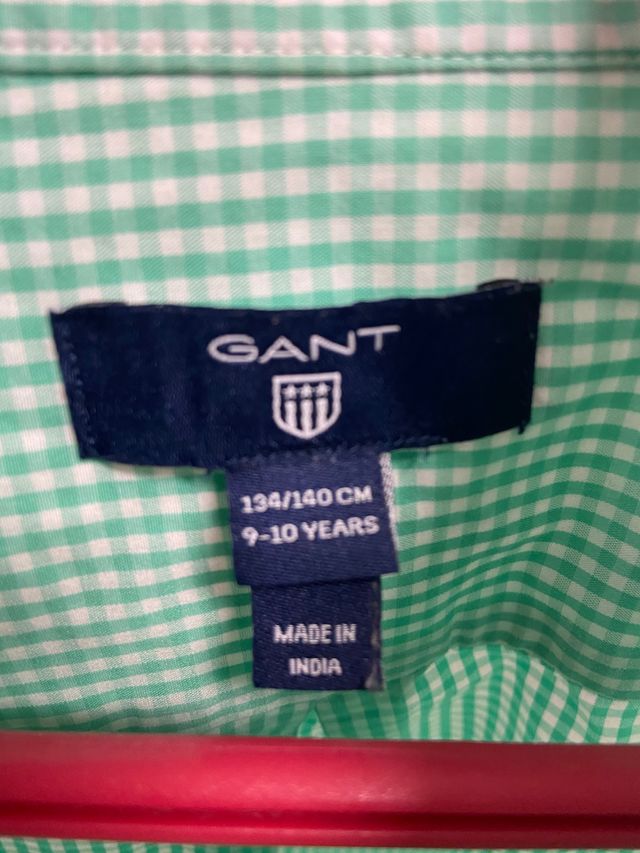 GANT
134/140 CM
9-10 YEARS
MADE IN
INDIA